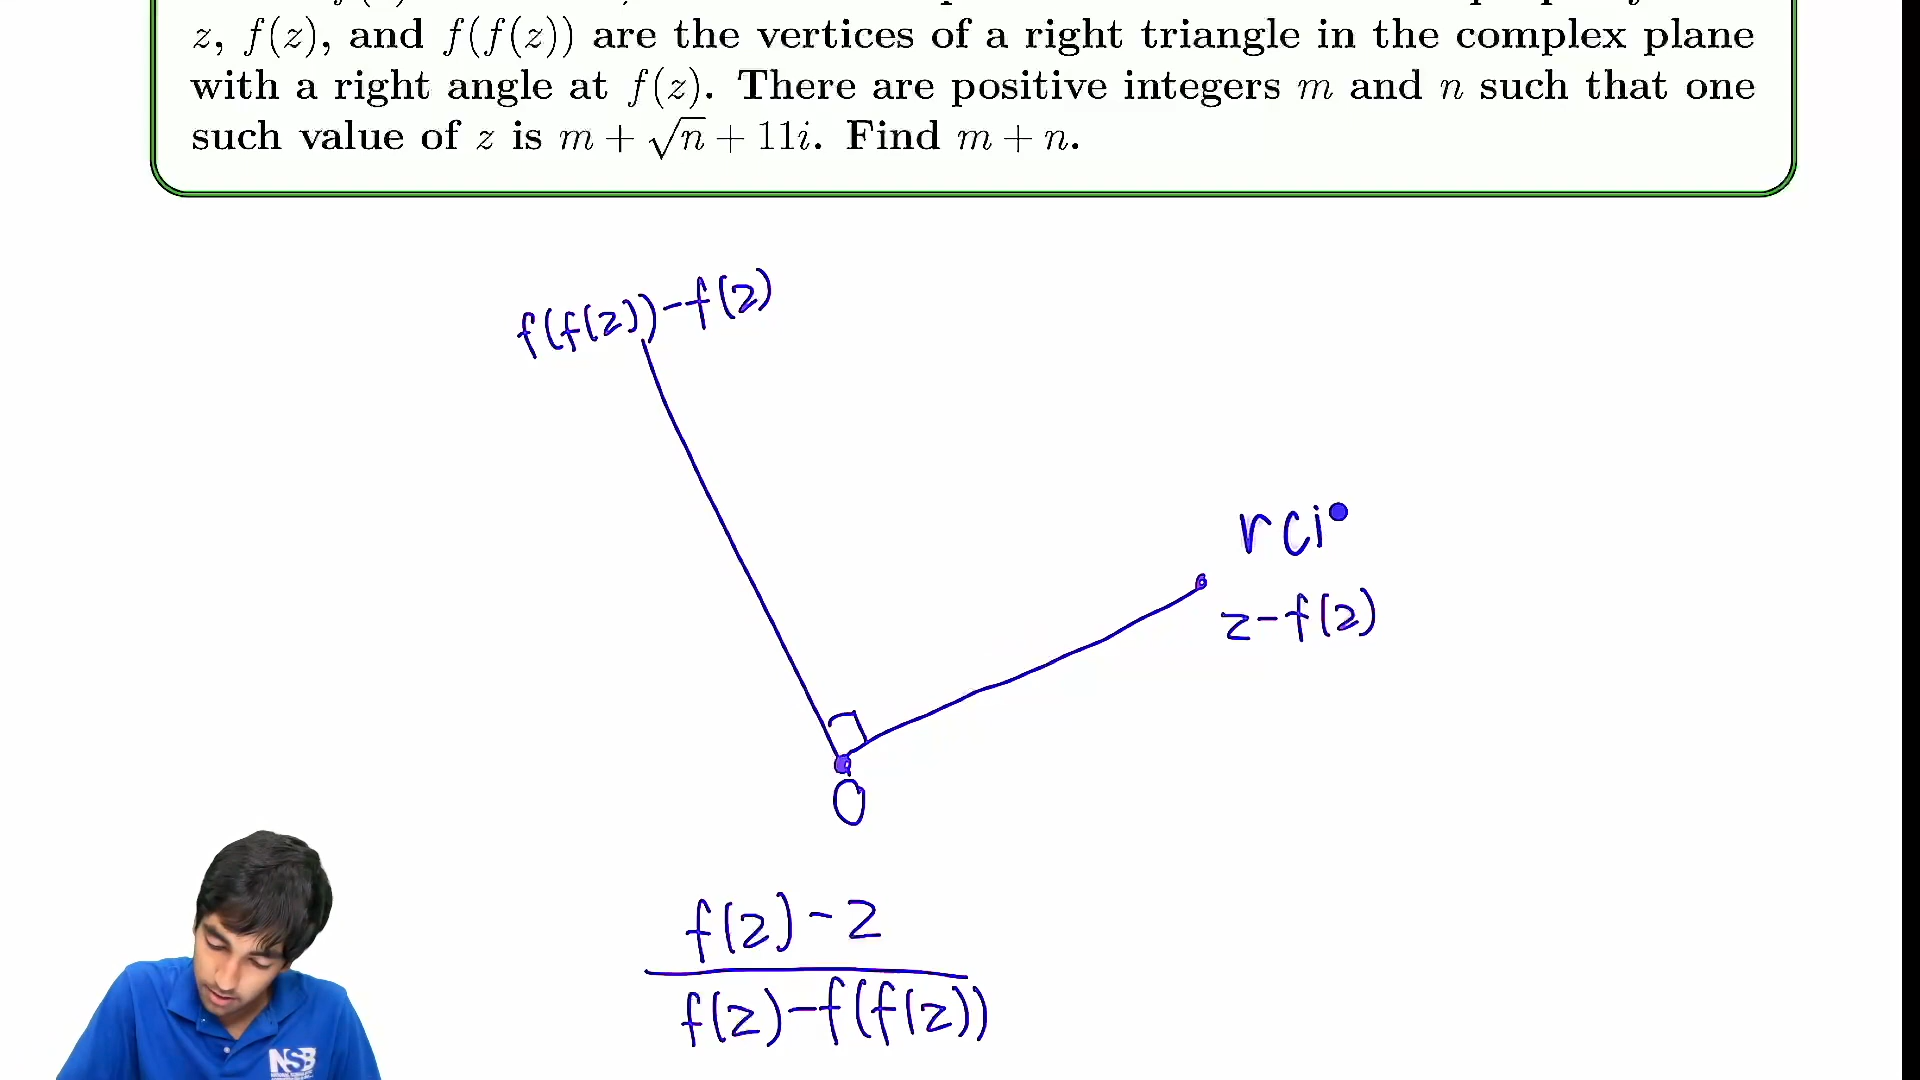 z, f(z), and f(f(z)) are the vertices of a right triangle in the complex plane
with a right angle at f(z). There are positive integers m and n such that one
such value of z is m + √n + 11i. Find m + n.
f(f(z))-f(z)
rci
z-f(z)
0
f(z)-z
f(z)-f(f(z))
NSB